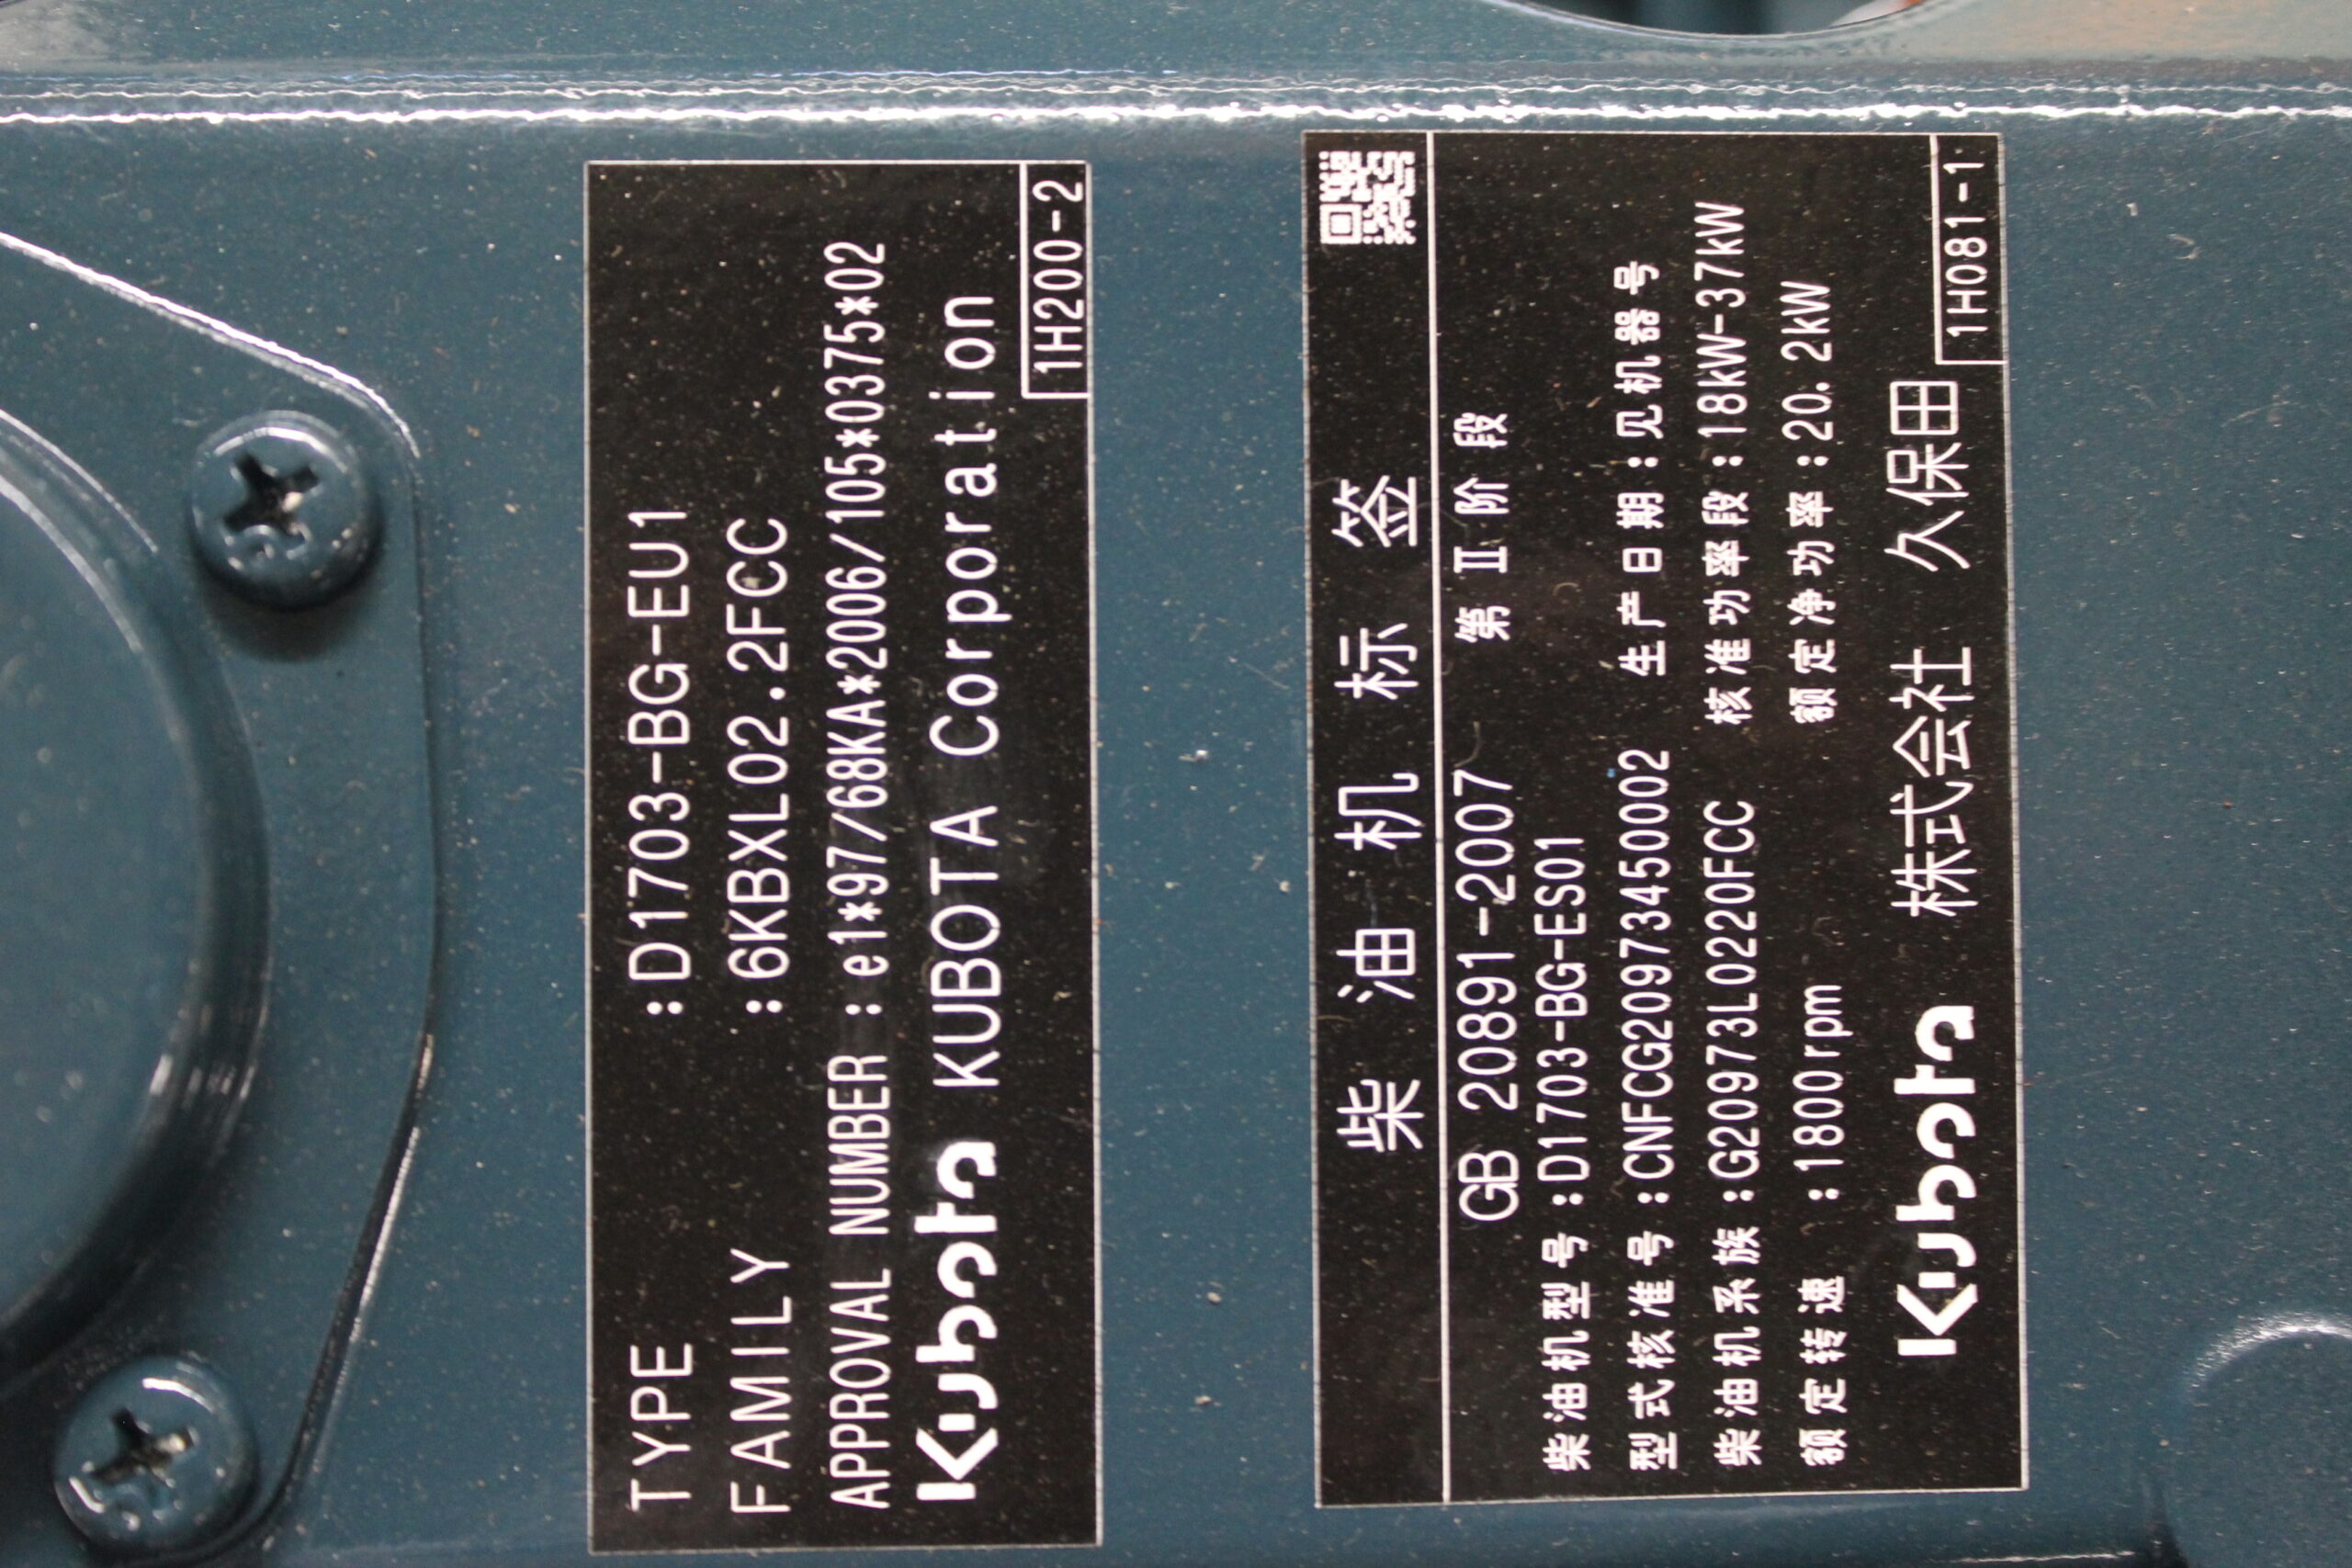 TYPE :D1703-BG-EU1
FAMILY :6KBXL02.2FCC
APPROVAL NUMBER :e1*97/68KA*2006/105*0375*02
Kubota KUBOTA Corporation
1H200-2
柴油机标签
GB 20891-2007 第Ⅱ阶段
柴油机型号:D1703-BG-ES01
型式核准号:CNFCG20973450002 生产日期:见机器号
柴油机系族:G20973L0220FCC 核准功率段:18kW-37kW
额定转速 :1800rpm 额定净功率:20.2kW
Kubota 株式会社 久保田
1H081-1